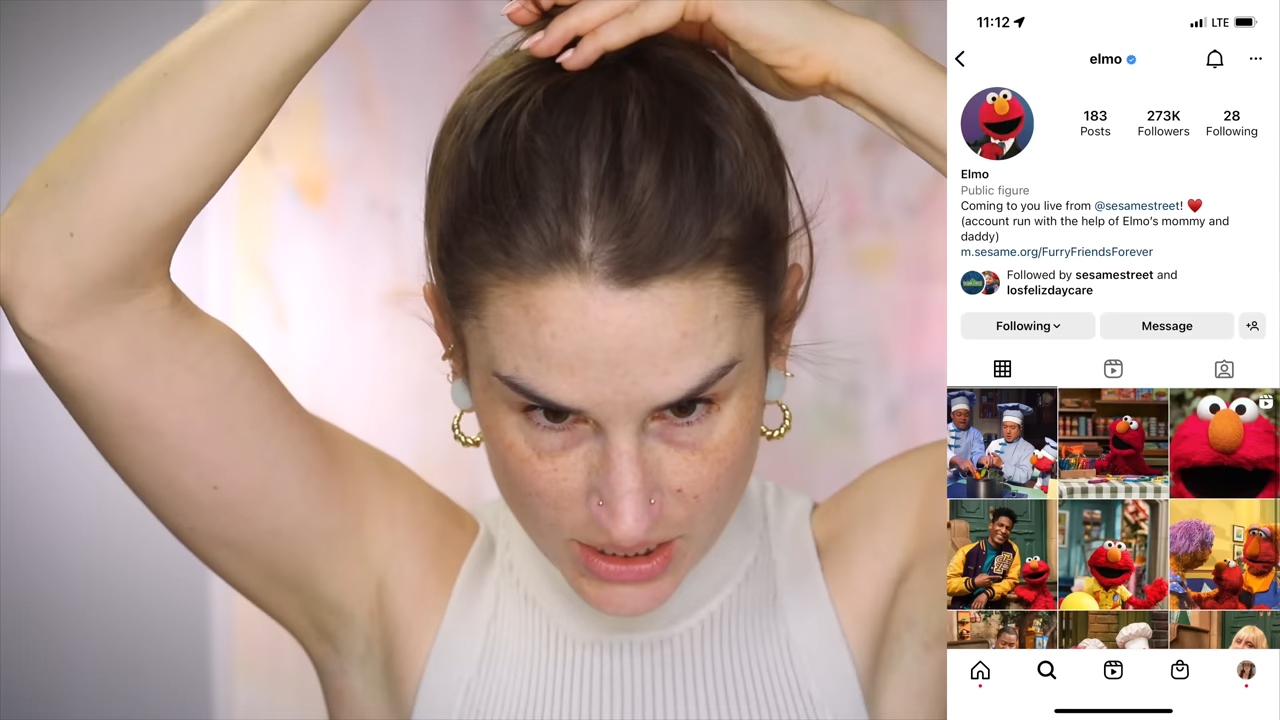 11:12
LTE
elmo
183
273K
28
Posts
Followers
Following
Elmo
Public figure
Coming to you live from @sesamestreet! ❤️
(account run with the help of Elmo's mommy and
daddy)
m.sesame.org/FurryFriendsForever
Followed by sesamestreet and
losfelizdaycare
Following
Message